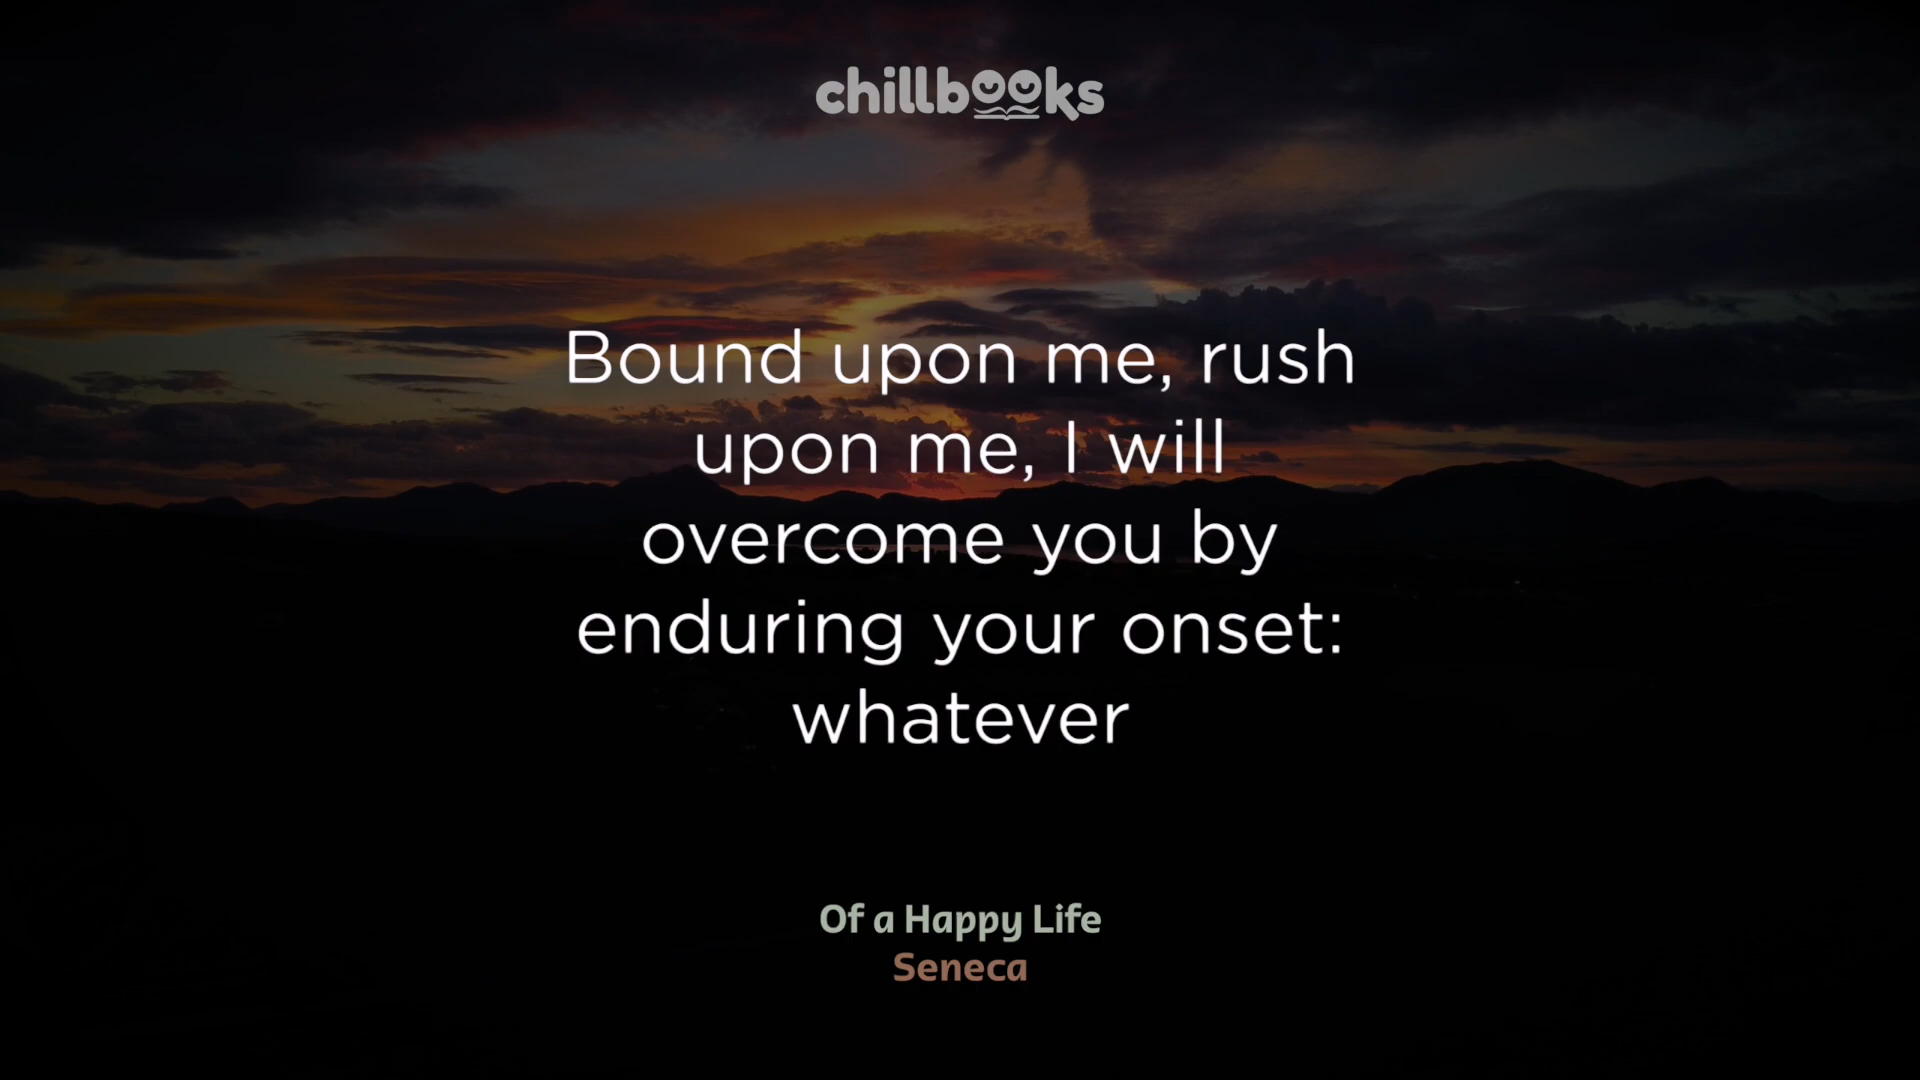 chillbooks
Bound upon me, rush
upon me, I will
overcome you by
enduring your onset:
whatever
Of a Happy Life
Seneca